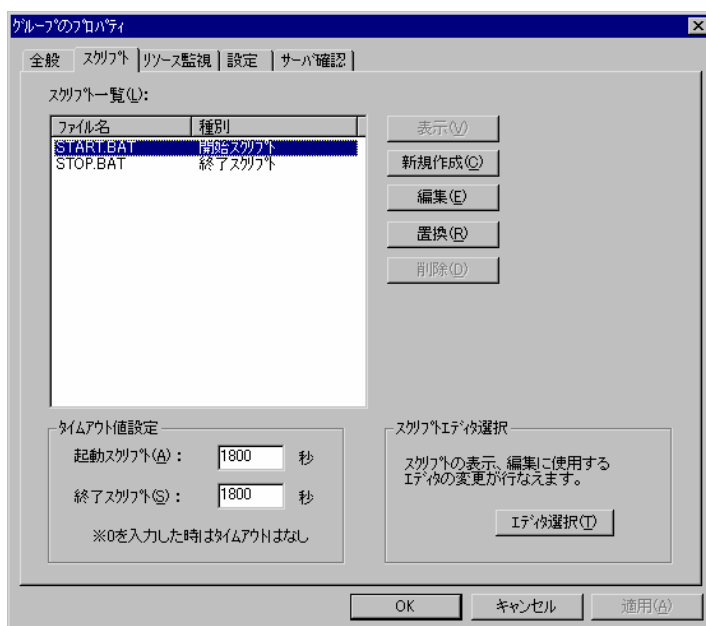 ｸﾞﾙｰﾌﾟのﾌﾟﾛﾊﾟﾃｨ
全般 ｽｸﾘﾌﾟﾄ ﾘｿｰｽ監視 設定 ｻｰﾊﾞ確認
ｽｸﾘﾌﾟﾄ一覧(L):
ﾌｧｲﾙ名 種別
START.BAT 開始ｽｸﾘﾌﾟﾄ
STOP.BAT 終了ｽｸﾘﾌﾟﾄ
表示(V)
新規作成(C)
編集(E)
置換(R)
削除(D)
ﾀｲﾑｱｳﾄ値設定
起動ｽｸﾘﾌﾟﾄ(A)： 1800 秒
終了ｽｸﾘﾌﾟﾄ(S)： 1800 秒
※0を入力した時はﾀｲﾑｱｳﾄはなし
ｽｸﾘﾌﾟﾄｴﾃﾞｨﾀ選択
ｽｸﾘﾌﾟﾄの表示、編集に使用する
ｴﾃﾞｨﾀの変更が行なえます。
ｴﾃﾞｨﾀ選択(T)
OK キャンセル 適用(A)